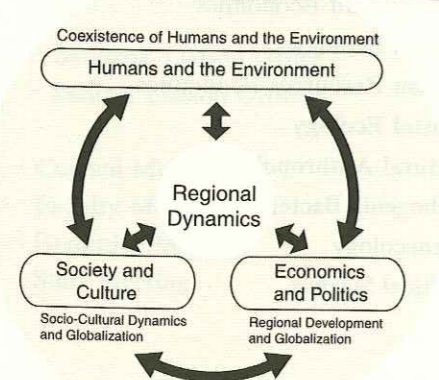 Coexistence of Humans and the Environment
Humans and the Environment
Regional
Dynamics
Society and
Culture
Socio-Cultural Dynamics
and Globalization
Economics
and Politics
Regional Development
and Globalization